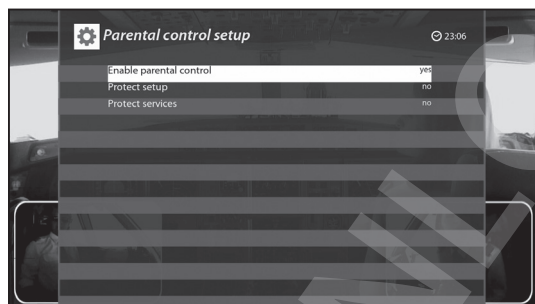 Parental control setup
23:06
Enable parental control yes
Protect setup no
Protect services no